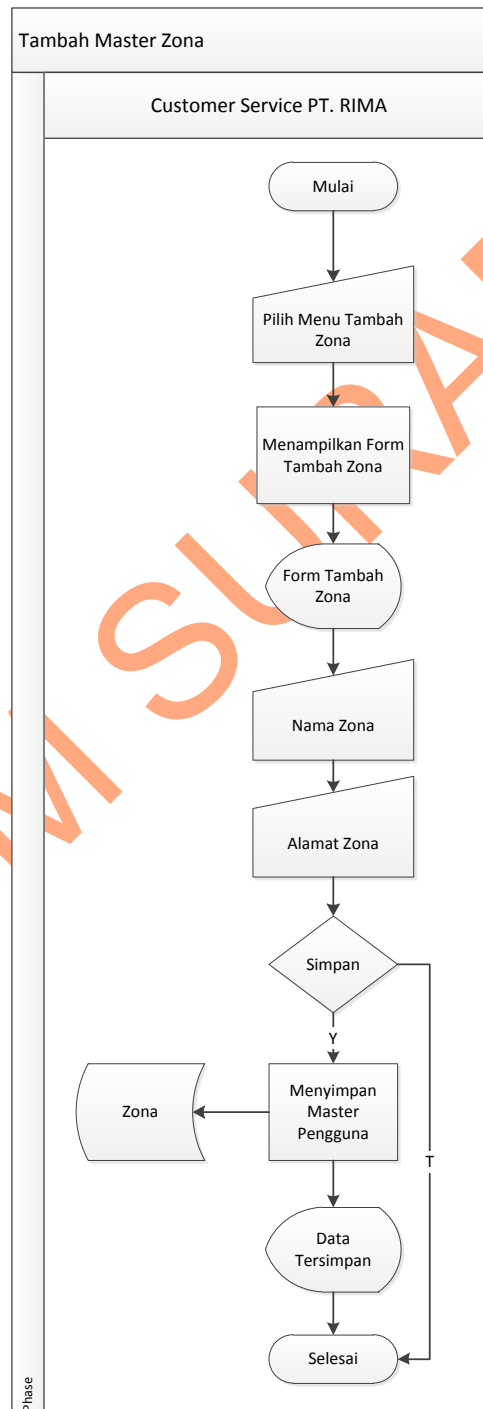 Tambah Master Zona
Customer Service PT. RIMA
Mulai
Pilih Menu Tambah
Zona
Menampilkan Form
Tambah Zona
Form Tambah
Zona
Nama Zona
Alamat Zona
Simpan
Y
T
Menyimpan
Master
Pengguna
Zona
Data
Tersimpan
Selesai
Phase